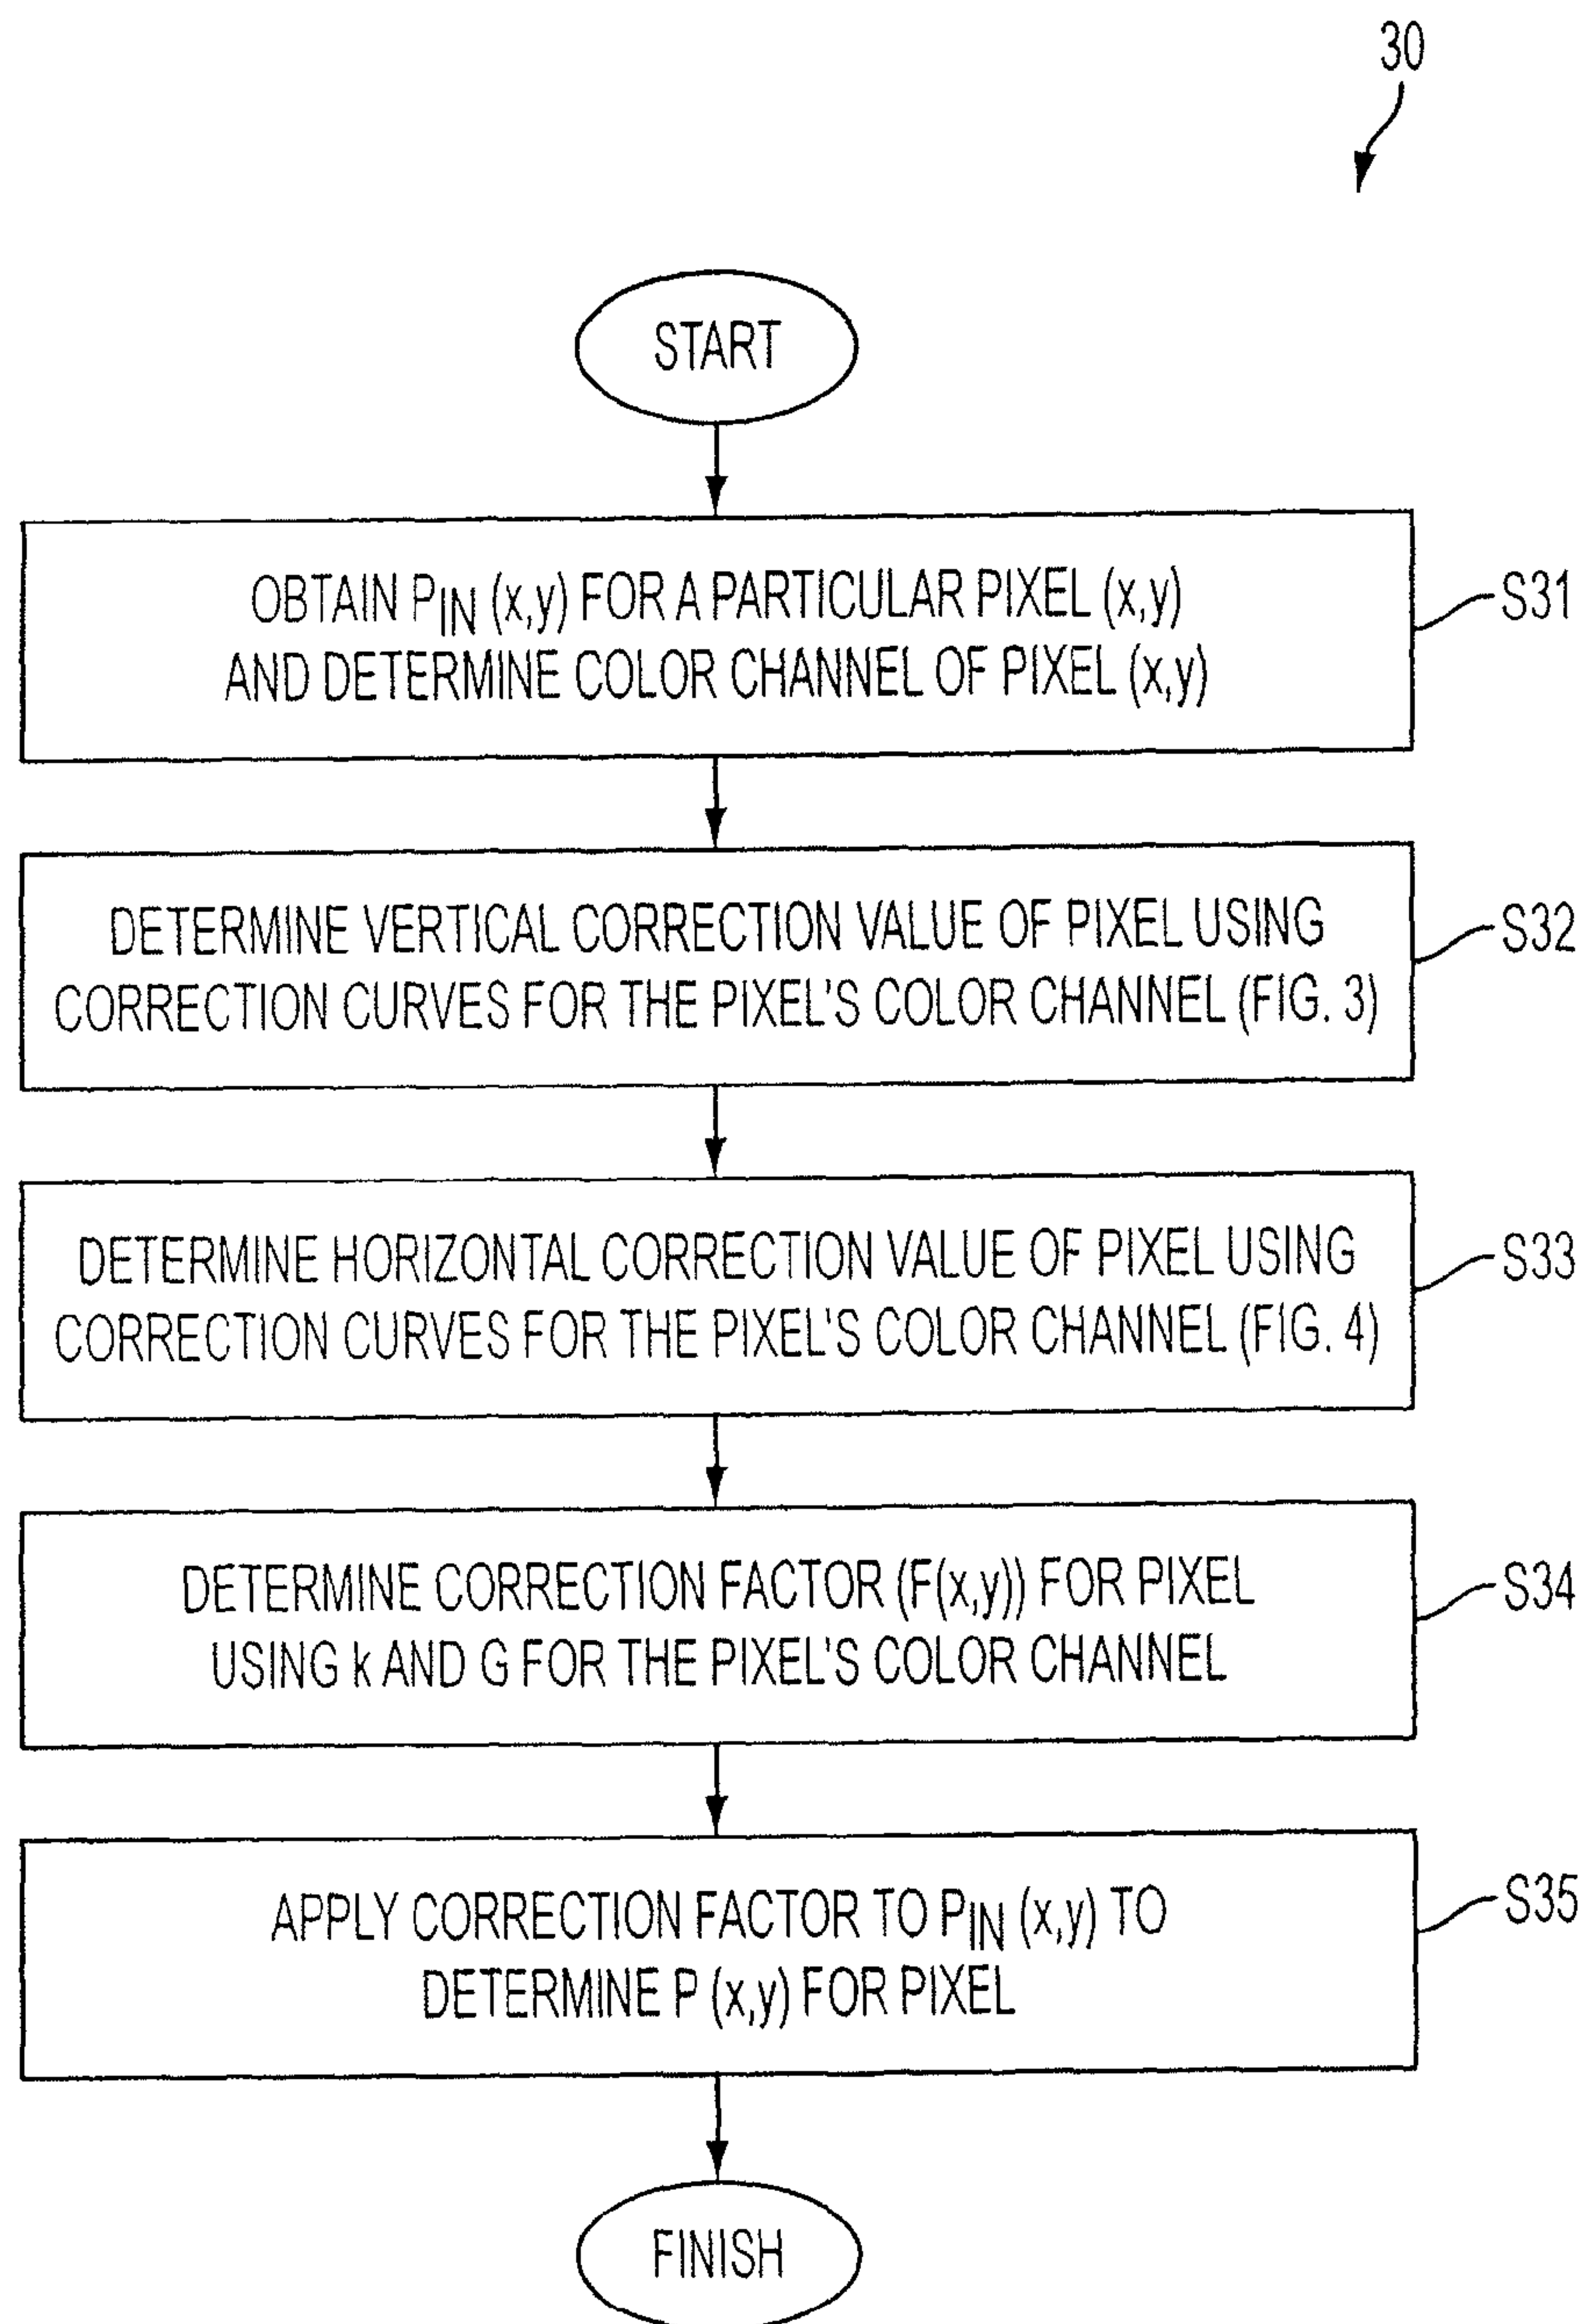 30
START
OBTAIN PIN (x,y) FOR A PARTICULAR PIXEL (x,y)
AND DETERMINE COLOR CHANNEL OF PIXEL (x,y)
S31
DETERMINE VERTICAL CORRECTION VALUE OF PIXEL USING
CORRECTION CURVES FOR THE PIXEL'S COLOR CHANNEL (FIG. 3)
S32
DETERMINE HORIZONTAL CORRECTION VALUE OF PIXEL USING
CORRECTION CURVES FOR THE PIXEL'S COLOR CHANNEL (FIG. 4)
S33
DETERMINE CORRECTION FACTOR (F(x,y)) FOR PIXEL
USING k AND G FOR THE PIXEL'S COLOR CHANNEL
S34
APPLY CORRECTION FACTOR TO PIN (x,y) TO
DETERMINE P (x,y) FOR PIXEL
S35
FINISH